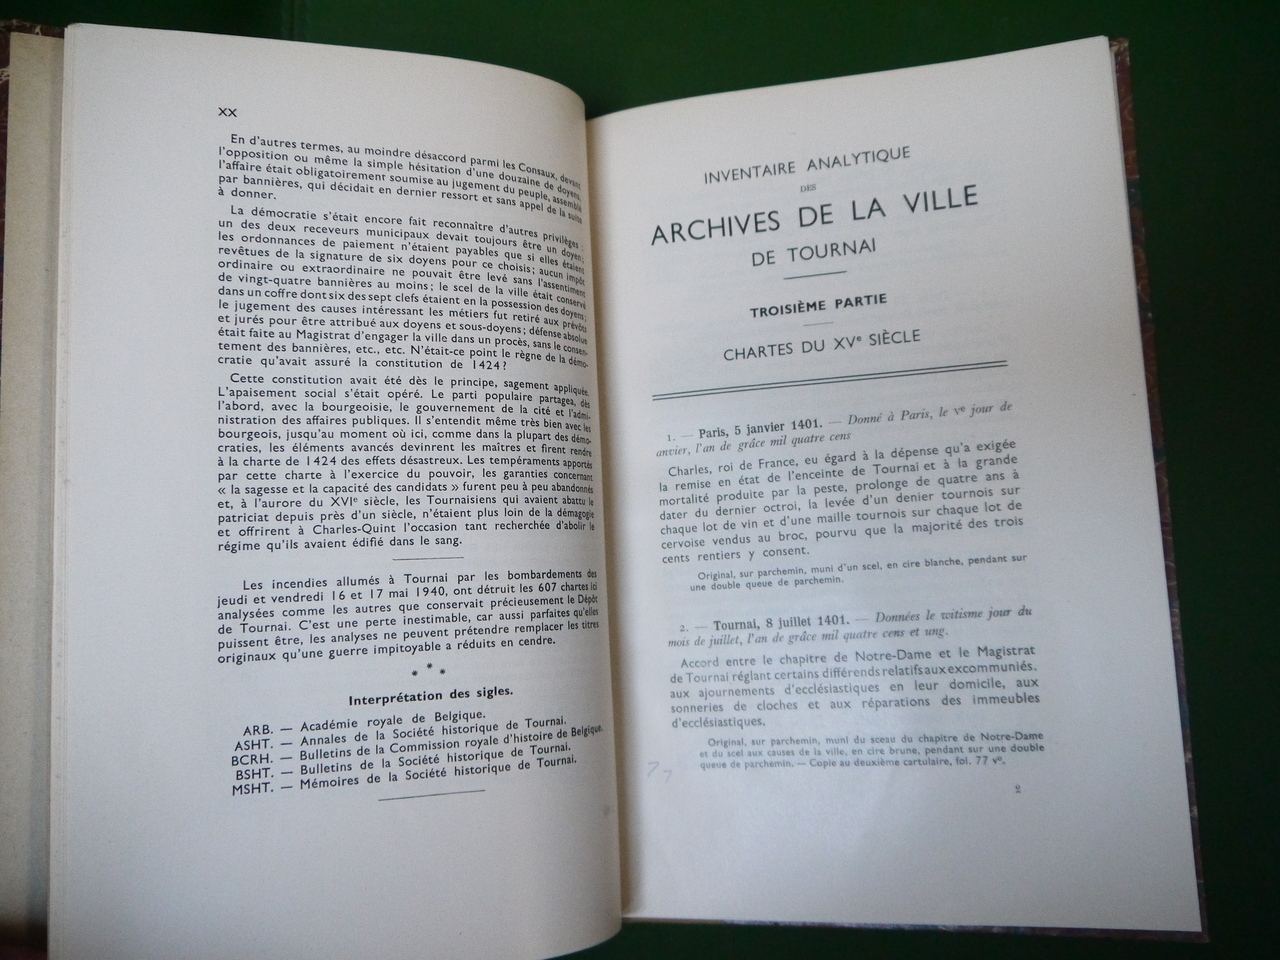 XX
En d'autres termes, au moindre désaccord parmi les Consaux, devant
l'opposition ou même la simple hésitation d'une douzaine de doyens,
l'affaire était obligatoirement soumise au jugement du peuple, assemblé
par bannières, qui décidait en dernier ressort et sans appel de la suite
à donner.
La démocratie s'était encore fait reconnaître d'autres privilèges :
un des deux receveurs municipaux devait toujours être un doyen;
les ordonnances de paiement n'étaient payables que si elles étaient
revêtues de la signature de six doyens pour ce choisis; aucun impôt
ordinaire ou extraordinaire ne pouvait être levé sans l'assentiment
de vingt-quatre bannières au moins; le scel de la ville était conservé
dans un coffre dont six des sept clefs étaient en la possession des doyens;
le jugement des causes intéressant les métiers fut retiré aux prévôts
et jurés pour être attribué aux doyens et sous-doyens; défense absolue
était faite au Magistrat d'engager la ville dans un procès, sans le consen-
tement des bannières, etc., etc. N'était-ce point le règne de la démo-
cratie qu'avait assuré la constitution de 1424?
Cette constitution avait été dès le principe, sagement appliquée.
L'apaisement social s'était opéré. Le parti populaire partagea, dès
l'abord, avec la bourgeoisie, le gouvernement de la cité et l'admi-
nistration des affaires publiques. Il s'entendit même très bien avec les
bourgeois, jusqu'au moment où ici, comme dans la plupart des démo-
craties, les éléments avancés devinrent les maîtres et firent rendre
à la charte de 1424 des effets désastreux. Les tempéraments apportés
par cette charte à l'exercice du pouvoir, les garanties concernant
« la sagesse et la capacité des candidats » furent peu à peu abandonnés
et, à l'aurore du XVIe siècle, les Tournaisiens qui avaient abattu le
patriciat depuis près d'un siècle, n'étaient plus loin de la démagogie
et offrirent à Charles-Quint l'occasion tant recherchée d'abolir le
régime qu'ils avaient édifié dans le sang.
Les incendies allumés à Tournai par les bombardements des
jeudi et vendredi 16 et 17 mai 1940, ont détruit les 607 chartes ici
analysées comme les autres que conservait précieusement le Dépôt
de Tournai. C'est une perte inestimable, car aussi parfaites qu'elles
puissent être, les analyses ne peuvent prétendre remplacer les titres
originaux qu'une guerre impitoyable a réduits en cendre.
* * *
Interprétation des sigles.
ARB. — Académie royale de Belgique.
ASHT. — Annales de la Société historique de Tournai.
BCRH. — Bulletins de la Commission royale d'histoire de Belgique.
BSHT. — Bulletins de la Société historique de Tournai.
MSHT. — Mémoires de la Société historique de Tournai.
INVENTAIRE ANALYTIQUE
DES
ARCHIVES DE LA VILLE
DE TOURNAI
TROISIÈME PARTIE
CHARTES DU XVe SIÈCLE
1. — Paris, 5 janvier 1401. — Donné à Paris, le ve jour de
anvier, l'an de grâce mil quatre cens
Charles, roi de France, eu égard à la dépense qu'a exigée
la remise en état de l'enceinte de Tournai et à la grande
mortalité produite par la peste, prolonge de quatre ans à
dater du dernier octroi, la levée d'un denier tournois sur
chaque lot de vin et d'une maille tournois sur chaque lot de
cervoise vendus au broc, pourvu que la majorité des trois
cents rentiers y consent.
Original, sur parchemin, muni d'un scel, en cire blanche, pendant sur
une double queue de parchemin.
2. — Tournai, 8 juillet 1401. — Données le witisme jour du
mois de juillet, l'an de grâce mil quatre cens et ung.
Accord entre le chapitre de Notre-Dame et le Magistrat
de Tournai réglant certains différends relatifs aux excommuniés,
aux ajournements d'ecclésiastiques en leur domicile, aux
sonneries de cloches et aux réparations des immeubles
d'ecclésiastiques.
Original, sur parchemin, muni du sceau du chapitre de Notre-Dame
et du scel aux causes de la ville, en cire brune, pendant sur une double
queue de parchemin. — Copie au deuxième cartulaire, fol. 77 vº.
77
2